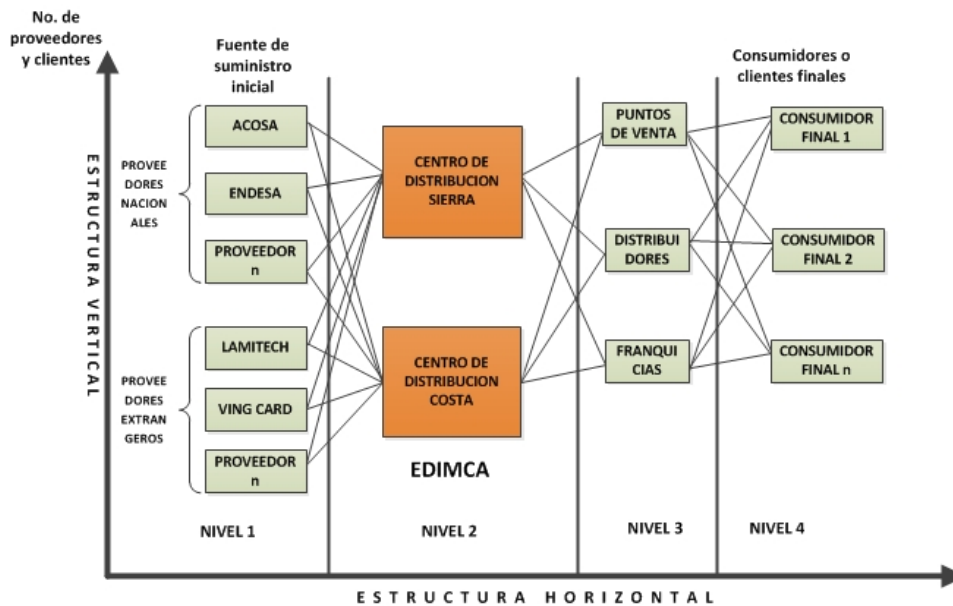 No. de
proveedores
y clientes
Fuente de
suministro
inicial
Consumidores o
clientes finales
ESTRUCTURA VERTICAL
PROVEE
DORES
NACION
ALES
ACOSA
ENDESA
PROVEEDOR
n
PROVEE
DORES
EXTRAN
GEROS
LAMITECH
VING CARD
PROVEEDOR
n
CENTRO DE
DISTRIBUCION
SIERRA
CENTRO DE
DISTRIBUCION
COSTA
EDIMCA
PUNTOS
DE VENTA
DISTRIBUI
DORES
FRANQUI
CIAS
CONSUMIDOR
FINAL 1
CONSUMIDOR
FINAL 2
CONSUMIDOR
FINAL n
NIVEL 1
NIVEL 2
NIVEL 3
NIVEL 4
ESTRUCTURA HORIZONTAL